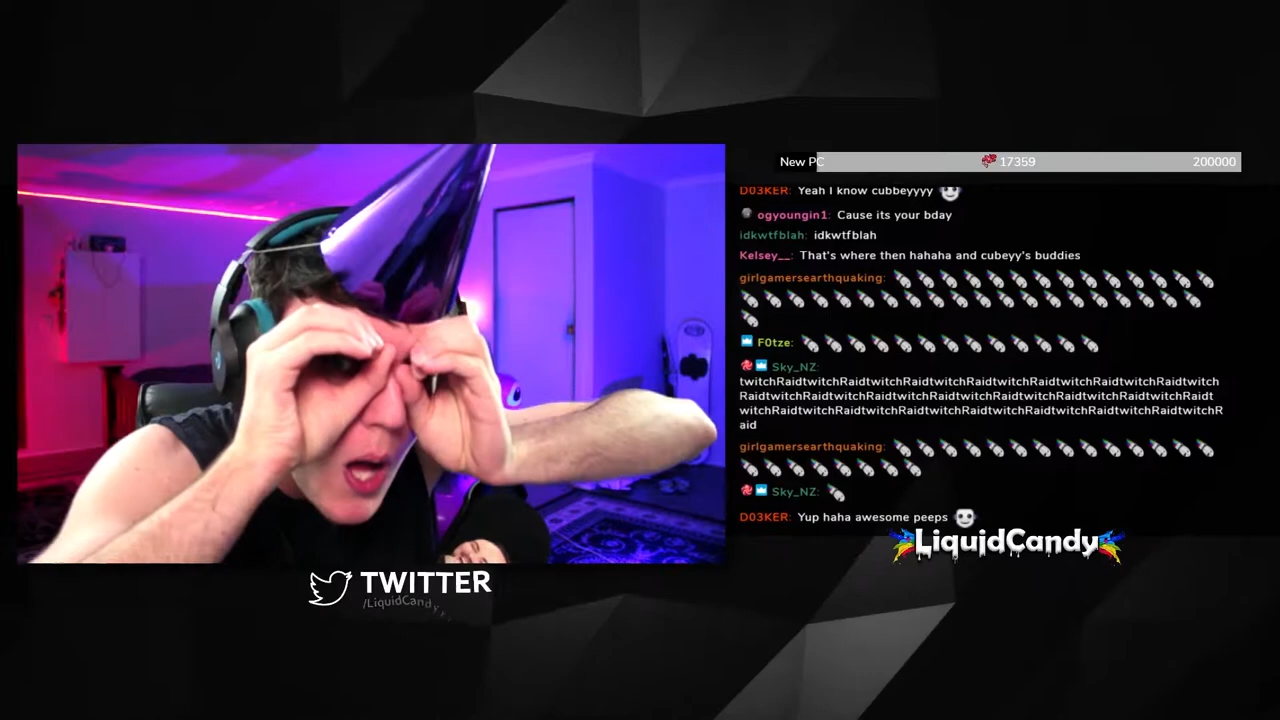 New PC 17359 200000
D03KER: Yeah I know cubbeyyyy
ogyoungin1: Cause its your bday
idkwtfblah: idkwtfblah
Kelsey__: That's where then hahaha and cubeyy's buddies
girlgamersearthquaking:
F0tze:
Sky_NZ:
twitchRaidtwitchRaidtwitchRaidtwitchRaidtwitchRaidtwitchRaidtwitchRaidtwitch
RaidtwitchRaidtwitchRaidtwitchRaidtwitchRaidtwitchRaidtwitchRaidtwitchRaidt
witchRaidtwitchRaidtwitchRaidtwitchRaidtwitchRaidtwitchRaidtwitchRaidtwitchR
aid
girlgamersearthquaking:
Sky_NZ:
D03KER: Yup haha awesome peeps
LiquidCandy
TWITTER
/LiquidCandyyy